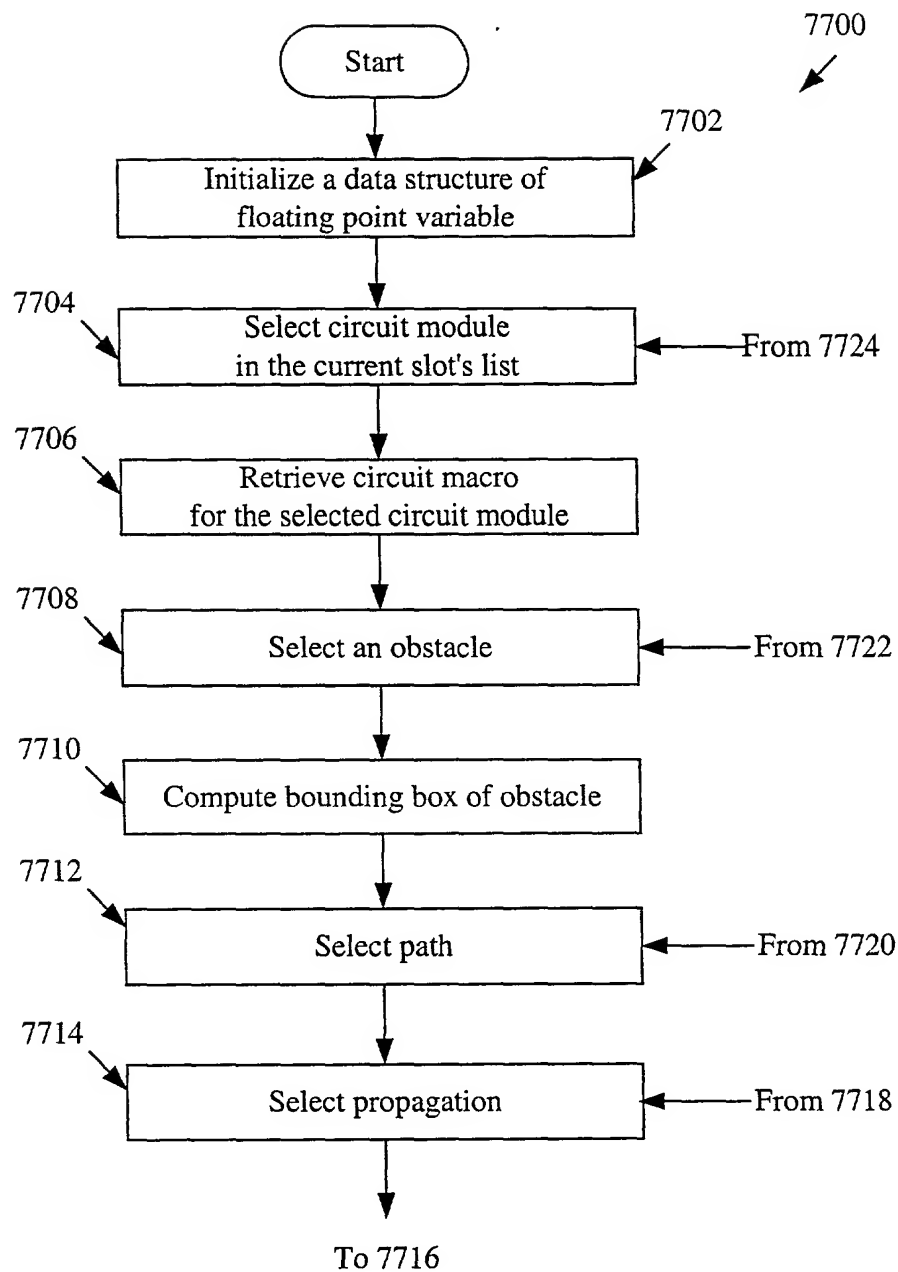 7700
Start
7702
Initialize a data structure of
floating point variable
7704
Select circuit module
in the current slot's list
From 7724
7706
Retrieve circuit macro
for the selected circuit module
7708
Select an obstacle
From 7722
7710
Compute bounding box of obstacle
7712
Select path
From 7720
7714
Select propagation
From 7718
To 7716